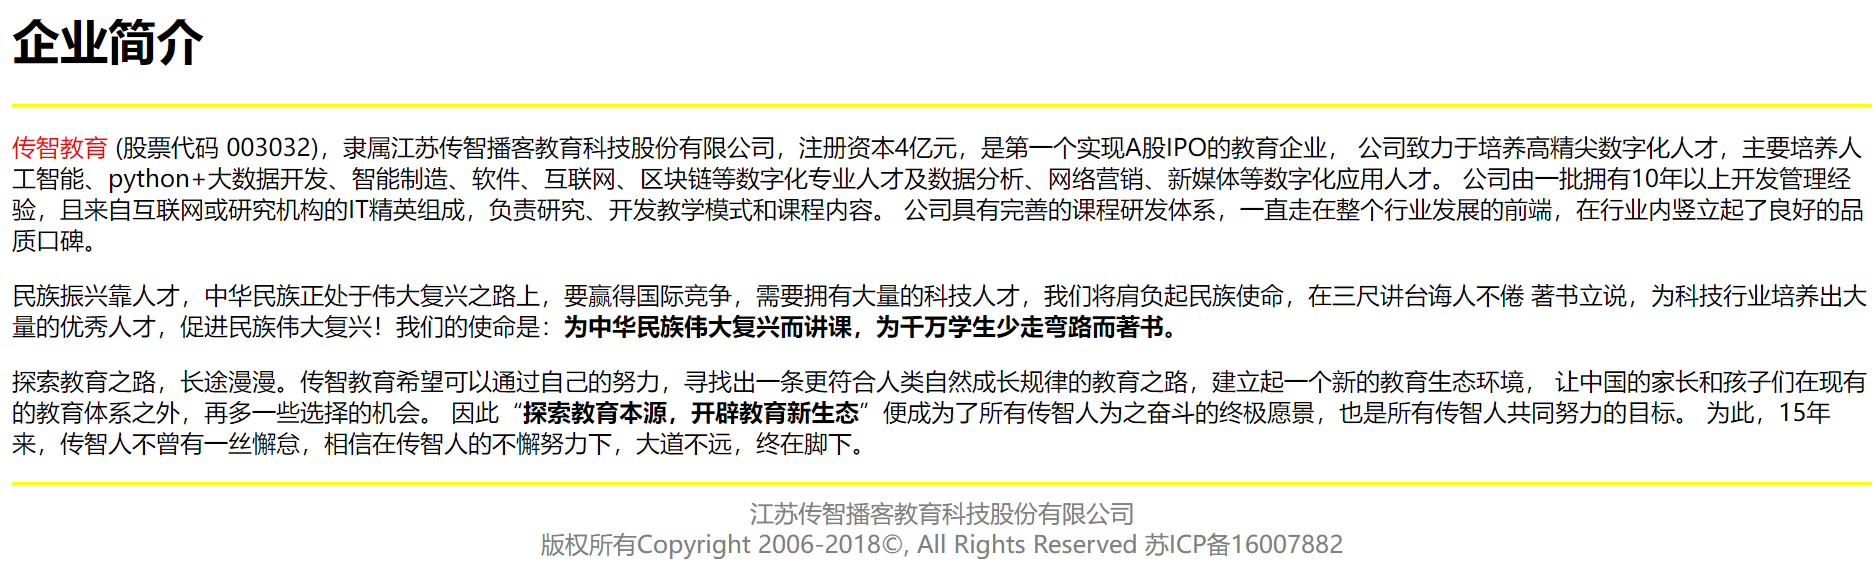 企业简介
传智教育 (股票代码 003032)，隶属江苏传智播客教育科技股份有限公司，注册资本4亿元，是第一个实现A股IPO的教育企业， 公司致力于培养高精尖数字化人才，主要培养人
工智能、python+大数据开发、智能制造、软件、互联网、区块链等数字化专业人才及数据分析、网络营销、新媒体等数字化应用人才。 公司由一批拥有10年以上开发管理经
验，且来自互联网或研究机构的IT精英组成，负责研究、开发教学模式和课程内容。 公司具有完善的课程研发体系，一直走在整个行业发展的前端，在行业内竖立起了良好的品
质口碑。
民族振兴靠人才，中华民族正处于伟大复兴之路上，要赢得国际竞争，需要拥有大量的科技人才，我们将肩负起民族使命，在三尺讲台诲人不倦 著书立说，为科技行业培养出大
量的优秀人才，促进民族伟大复兴！我们的使命是：为中华民族伟大复兴而讲课，为千万学生少走弯路而著书。
探索教育之路，长途漫漫。传智教育希望可以通过自己的努力，寻找出一条更符合人类自然成长规律的教育之路，建立起一个新的教育生态环境， 让中国的家长和孩子们在现有
的教育体系之外，再多一些选择的机会。 因此“探索教育本源，开辟教育新生态”便成为了所有传智人为之奋斗的终极愿景，也是所有传智人共同努力的目标。 为此，15年
来，传智人不曾有一丝懈怠，相信在传智人的不懈努力下，大道不远，终在脚下。
江苏传智播客教育科技股份有限公司
版权所有Copyright 2006-2018©, All Rights Reserved 苏ICP备16007882